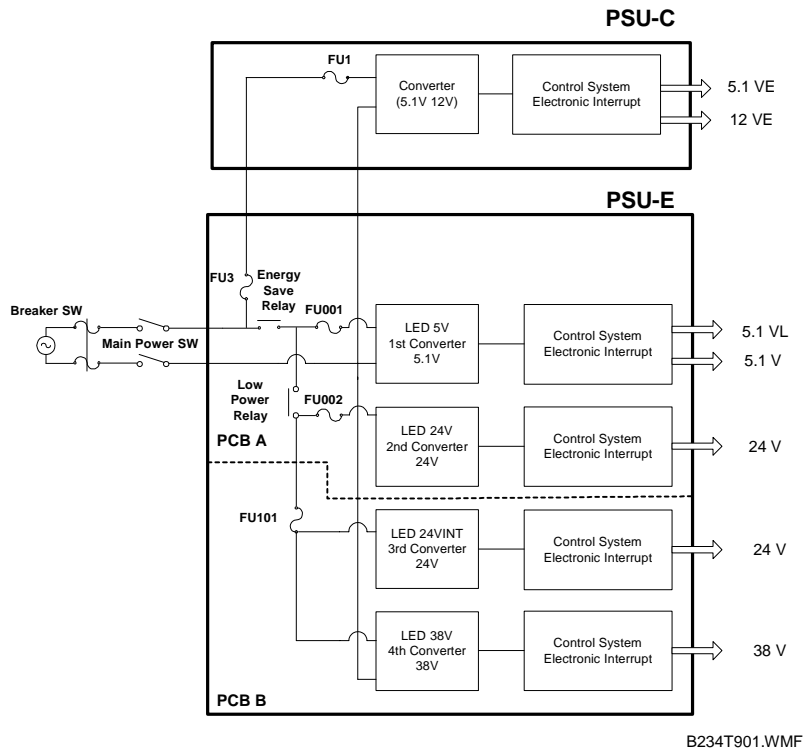 PSU-C
FU1
Converter
(5.1V 12V)
Control System
Electronic Interrupt
5.1 VE
12 VE
PSU-E
FU3
Energy
Save
Relay
FU001
Breaker SW
Main Power SW
LED 5V
1st Converter
5.1V
Control System
Electronic Interrupt
5.1 VL
5.1 V
Low
Power
Relay
FU002
PCB A
LED 24V
2nd Converter
24V
Control System
Electronic Interrupt
24 V
FU101
LED 24VINT
3rd Converter
24V
Control System
Electronic Interrupt
24 V
LED 38V
4th Converter
38V
Control System
Electronic Interrupt
38 V
PCB B
B234T901.WMF